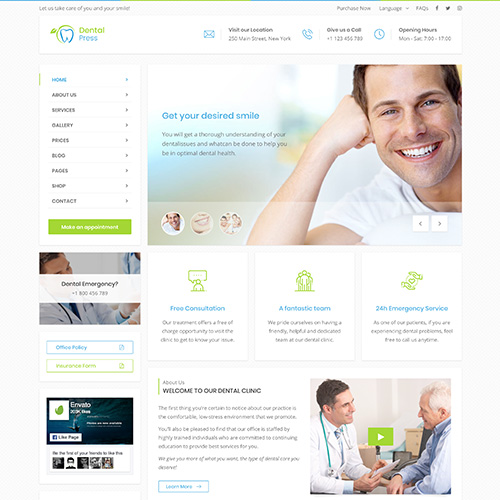 Let us take care of you and your smile!
Purchase Now Language FAQs
Dental
Press
Visit our Location
250 Main Street, New York
Give us a Call
+1 123 456 789
Opening Hours
Mon - Sat: 7:00 - 17:00
HOME
ABOUT US
SERVICES
GALLERY
PRICES
BLOG
PAGES
SHOP
CONTACT
Make an appointment
Get your desired smile
You will get a thorough understanding of your
dentalissues and whatcan be done to help you
be in optimal dental health.
Dental Emergency?
+1 800 456 789
Office Policy
Insurance Form
Envato
203K likes
Like Page
Be the first of your friends to like this
Free Consultation
Our treatment offers a free of
charge opportunity to visit the
clinic to get to know your issue.
A fantastic team
We pride ourselves on having a
friendly, helpful and dedicated
team at our dental clinic.
24h Emergency Service
As one of our patients, if you are
experiencing dental problems, feel
free to call us anytime.
About Us
WELCOME TO OUR DENTAL CLINIC
The first thing you're certain to notice about our practice is
the comfortable, low-stress environment that we promote.
You'll also be pleased to find that our office is staffed by
highly trained individuals who are committed to continuing
education to provide best services for you.
We give you more of what you want, the type of dental care you
deserve!
Learn More